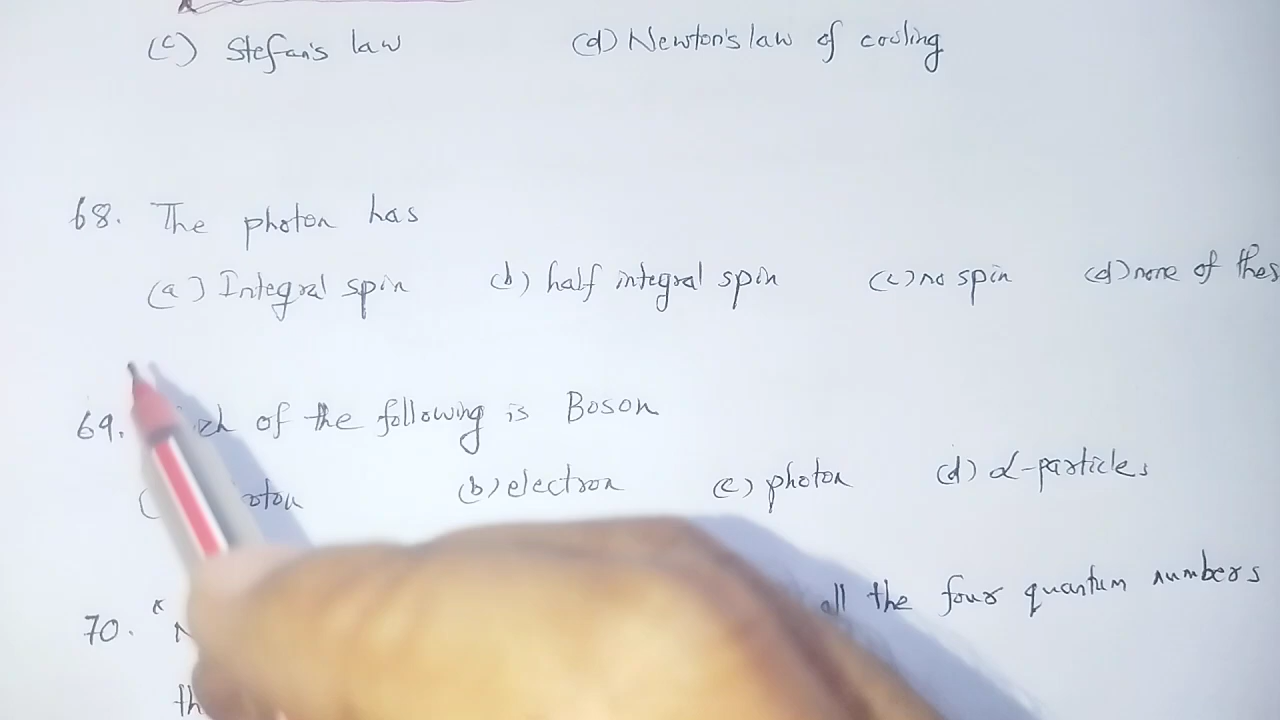 (c) Stefan's law (d) Newton's law of cooling
68. The photon has
(a) Integral spin (b) half integral spin (c) no spin (d) none of thes
69. of the following is Boson
(b) electron (c) photon (d) α-particles
70. all the four quantum numbers